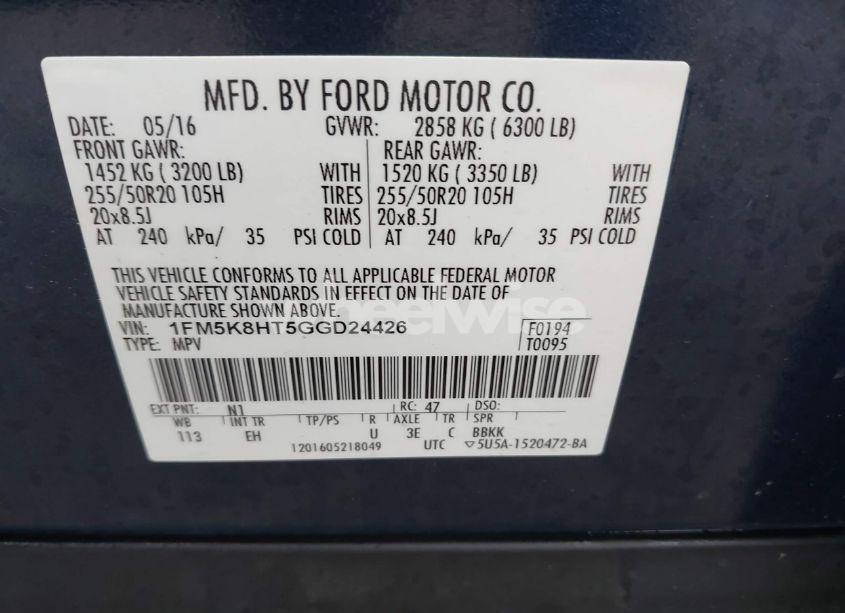 MFD. BY FORD MOTOR CO.
DATE: 05/16 GVWR: 2858 KG ( 6300 LB)
FRONT GAWR: REAR GAWR:
1452 KG ( 3200 LB) WITH 1520 KG ( 3350 LB) WITH
255/50R20 105H TIRES 255/50R20 105H TIRES
20x8.5J RIMS 20x8.5J RIMS
AT 240 kPa/ 35 PSI COLD AT 240 kPa/ 35 PSI COLD
THIS VEHICLE CONFORMS TO ALL APPLICABLE FEDERAL MOTOR
VEHICLE SAFETY STANDARDS IN EFFECT ON THE DATE OF
MANUFACTURE SHOWN ABOVE.
wheelwise
VIN: 1FM5K8HT5GGD24426 F0194
TYPE: MPV T0095
EXT PNT: N1 RC: 47 DSO:
WB INT TR TP/PS R AXLE TR SPR
113 EH U 3E C BBKK
1201605218049 UTC ▽5U5A-1520472-BA